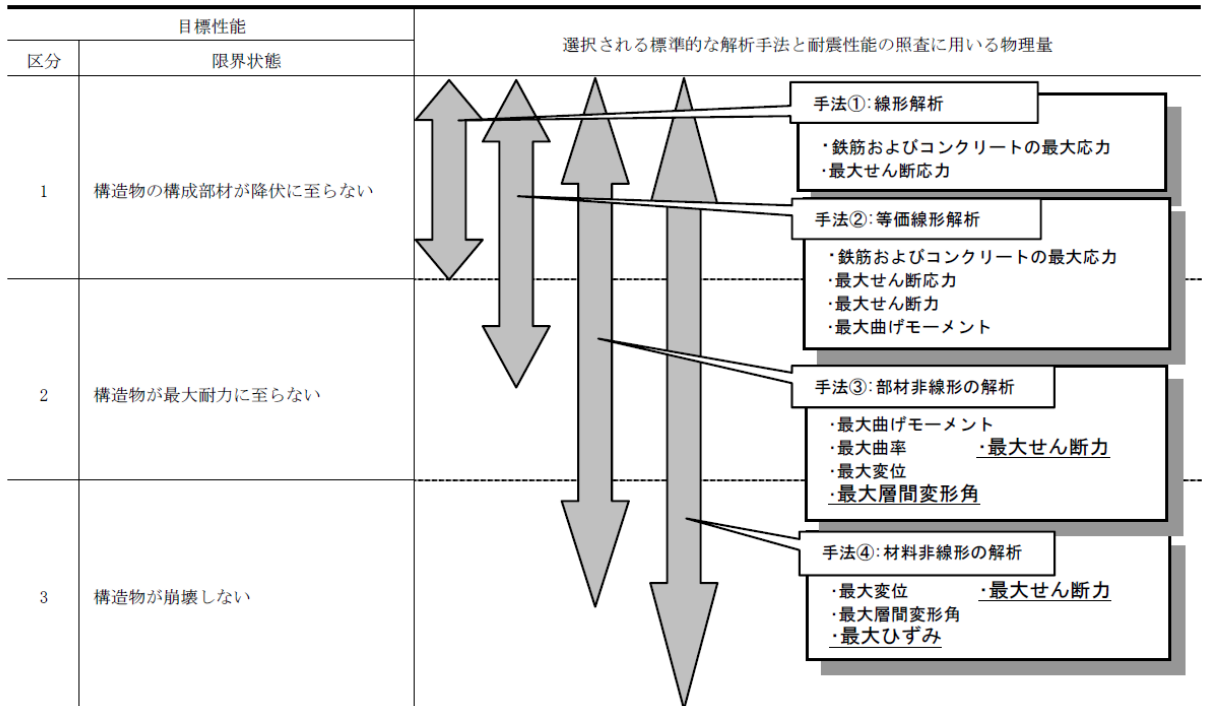 目標性能
選択される標準的な解析手法と耐震性能の照査に用いる物理量
区分
限界状態
1
構造物の構成部材が降伏に至らない
手法①:線形解析
・鉄筋およびコンクリートの最大応力
・最大せん断応力
手法②:等価線形解析
・鉄筋およびコンクリートの最大応力
・最大せん断応力
・最大せん断力
・最大曲げモーメント
2
構造物が最大耐力に至らない
手法③:部材非線形の解析
・最大曲げモーメント
・最大曲率 ・最大せん断力
・最大変位
・最大層間変形角
3
構造物が崩壊しない
手法④:材料非線形の解析
・最大変位 ・最大せん断力
・最大層間変形角
・最大ひずみ